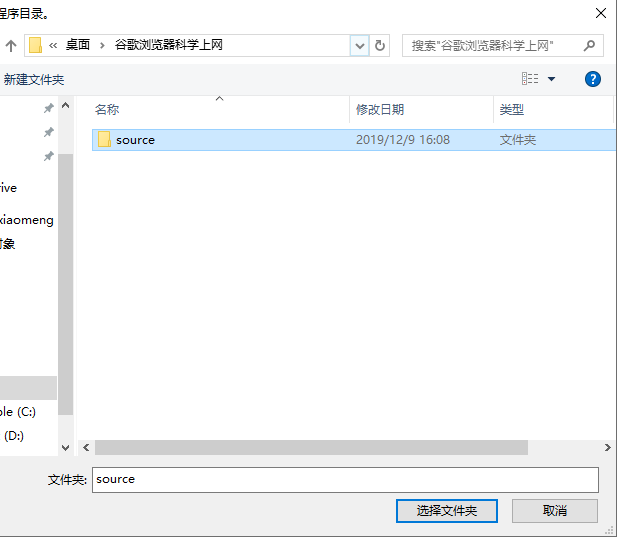 程序目录。
« 桌面 › 谷歌浏览器科学上网
搜索"谷歌浏览器科学上网"
新建文件夹
名称 修改日期 类型
source 2019/12/9 16:08 文件夹
rive
xiaomeng
对象
ple (C:)
(D:)
文件夹: source
选择文件夹 取消